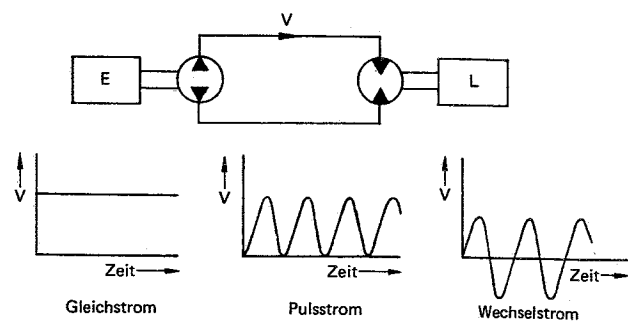 V
E
L
V
V
V
Zeit
Zeit
Zeit
Gleichstrom
Pulsstrom
Wechselstrom